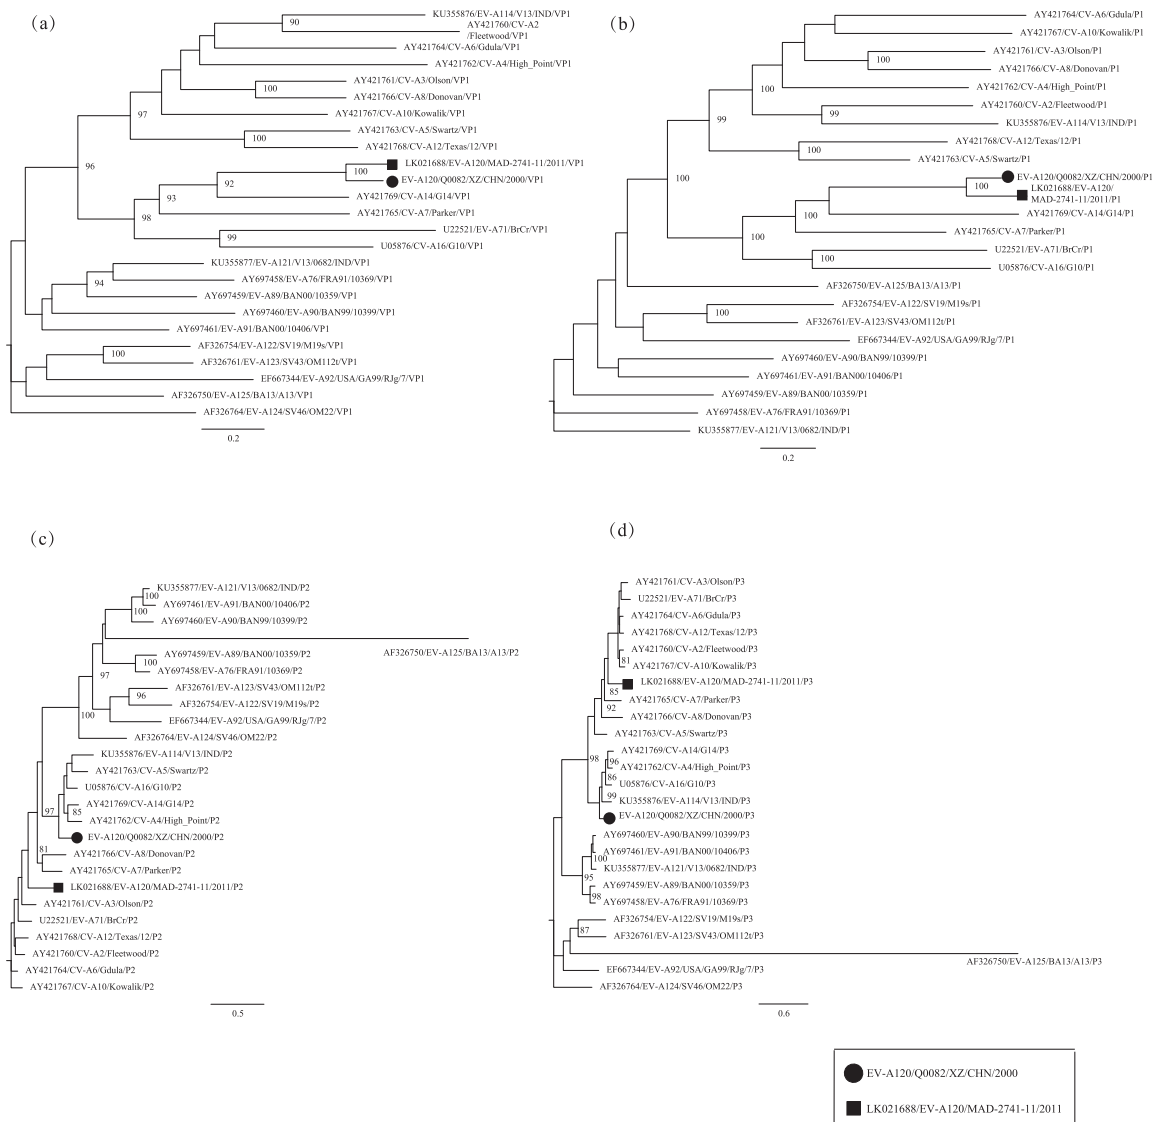 (a)
KU355876/EV-A114/V13/IND/VP1
90
AY421760/CV-A2
/Fleetwood/VP1
AY421764/CV-A6/Gdula/VP1
AY421762/CV-A4/High_Point/VP1
AY421761/CV-A3/Olson/VP1
100
AY421766/CV-A8/Donovan/VP1
97
AY421767/CV-A10/Kowalik/VP1
AY421763/CV-A5/Swartz/VP1
100
AY421768/CV-A12/Texas/12/VP1
96
LK021688/EV-A120/MAD-2741-11/2011/VP1
100
EV-A120/Q0082/XZ/CHN/2000/VP1
92
93
AY421769/CV-A14/G14/VP1
AY421765/CV-A7/Parker/VP1
98
U22521/EV-A71/BrCr/VP1
99
U05876/CV-A16/G10/VP1
KU355877/EV-A121/V13/0682/IND/VP1
94
AY697458/EV-A76/FRA91/10369/VP1
AY697459/EV-A89/BAN00/10359/VP1
AY697460/EV-A90/BAN99/10399/VP1
AY697461/EV-A91/BAN00/10406/VP1
AF326754/EV-A122/SV19/M19s/VP1
100
AF326761/EV-A123/SV43/OM112t/VP1
EF667344/EV-A92/USA/GA99/RJg/7/VP1
AF326750/EV-A125/BA13/A13/VP1
AF326764/EV-A124/SV46/OM22/VP1
0.2
(b)
AY421764/CV-A6/Gdula/P1
AY421767/CV-A10/Kowalik/P1
AY421761/CV-A3/Olson/P1
100
AY421766/CV-A8/Donovan/P1
100
AY421762/CV-A4/High_Point/P1
AY421760/CV-A2/Fleetwood/P1
99
99
KU355876/EV-A114/V13/IND/P1
AY421768/CV-A12/Texas/12/P1
100
AY421763/CV-A5/Swartz/P1
100
EV-A120/Q0082/XZ/CHN/2000/P1
100
LK021688/EV-A120/
MAD-2741-11/2011/P1
100
AY421769/CV-A14/G14/P1
AY421765/CV-A7/Parker/P1
100
U22521/EV-A71/BrCr/P1
100
U05876/CV-A16/G10/P1
AF326750/EV-A125/BA13/A13/P1
AF326754/EV-A122/SV19/M19s/P1
100
AF326761/EV-A123/SV43/OM112t/P1
EF667344/EV-A92/USA/GA99/RJg/7/P1
AY697460/EV-A90/BAN99/10399/P1
AY697461/EV-A91/BAN00/10406/P1
AY697459/EV-A89/BAN00/10359/P1
AY697458/EV-A76/FRA91/10369/P1
KU355877/EV-A121/V13/0682/IND/P1
0.2
(c)
KU355877/EV-A121/V13/0682/IND/P2
100
AY697461/EV-A91/BAN00/10406/P2
100
AY697460/EV-A90/BAN99/10399/P2
AF326750/EV-A125/BA13/A13/P2
AY697459/EV-A89/BAN00/10359/P2
100
97
AY697458/EV-A76/FRA91/10369/P2
AF326761/EV-A123/SV43/OM112t/P2
96
AF326754/EV-A122/SV19/M19s/P2
100
EF667344/EV-A92/USA/GA99/RJg/7/P2
AF326764/EV-A124/SV46/OM22/P2
KU355876/EV-A114/V13/IND/P2
AY421763/CV-A5/Swartz/P2
U05876/CV-A16/G10/P2
AY421769/CV-A14/G14/P2
97
85
AY421762/CV-A4/High_Point/P2
EV-A120/Q0082/XZ/CHN/2000/P2
81
AY421766/CV-A8/Donovan/P2
AY421765/CV-A7/Parker/P2
LK021688/EV-A120/MAD-2741-11/2011/P2
AY421761/CV-A3/Olson/P2
U22521/EV-A71/BrCr/P2
AY421768/CV-A12/Texas/12/P2
AY421760/CV-A2/Fleetwood/P2
AY421764/CV-A6/Gdula/P2
AY421767/CV-A10/Kowalik/P2
0.5
(d)
AY421761/CV-A3/Olson/P3
U22521/EV-A71/BrCr/P3
AY421764/CV-A6/Gdula/P3
AY421768/CV-A12/Texas/12/P3
AY421760/CV-A2/Fleetwood/P3
81
AY421767/CV-A10/Kowalik/P3
LK021688/EV-A120/MAD-2741-11/2011/P3
85
AY421765/CV-A7/Parker/P3
92
AY421766/CV-A8/Donovan/P3
AY421763/CV-A5/Swartz/P3
AY421769/CV-A14/G14/P3
98
96
AY421762/CV-A4/High_Point/P3
86
U05876/CV-A16/G10/P3
99
KU355876/EV-A114/V13/IND/P3
EV-A120/Q0082/XZ/CHN/2000/P3
AY697460/EV-A90/BAN99/10399/P3
AY697461/EV-A91/BAN00/10406/P3
100
KU355877/EV-A121/V13/0682/IND/P3
95
AY697459/EV-A89/BAN00/10359/P3
98
AY697458/EV-A76/FRA91/10369/P3
AF326754/EV-A122/SV19/M19s/P3
87
AF326761/EV-A123/SV43/OM112t/P3
AF326750/EV-A125/BA13/A13/P3
EF667344/EV-A92/USA/GA99/RJg/7/P3
AF326764/EV-A124/SV46/OM22/P3
0.6
EV-A120/Q0082/XZ/CHN/2000
LK021688/EV-A120/MAD-2741-11/2011